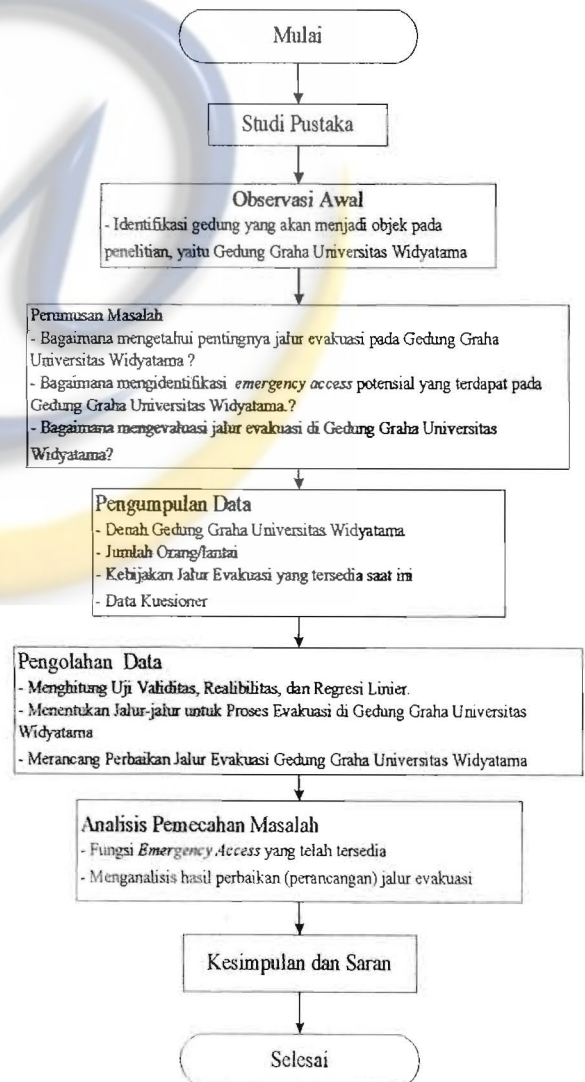 Mulai
Studi Pustaka
Observasi Awal
- Identifikasi gedung yang akan menjadi objek pada
penelitian, yaitu Gedung Graha Universitas Widyatama
Perumusan Masalah
- Bagaimana mengetahui pentingnya jalur evakuasi pada Gedung Graha
Universitas Widyatama ?
- Bagaimana mengidentifikasi emergency access potensial yang terdapat pada
Gedung Graha Universitas Widyatama.?
- Bagaimana mengevaluasi jalur evakuasi di Gedung Graha Universitas
Widyatama?
Pengumpulan Data
- Denah Gedung Graha Universitas Widyatama
- Jumlah Orang/lantai
- Kebijakan Jalur Evakuasi yang tersedia saat ini
- Data Kuesioner
Pengolahan Data
- Menghitung Uji Validitas, Realibilitas, dan Regresi Linier.
- Menentukan Jalur-jalur untuk Proses Evakuasi di Gedung Graha Universitas
Widyatama
- Merancang Perbaikan Jalur Evakuasi Gedung Graha Universitas Widyatama
Analisis Pemecahan Masalah
- Fungsi Emergency Access yang telah tersedia
- Menganalisis hasil perbaikan (perancangan) jalur evakuasi
Kesimpulan dan Saran
Selesai